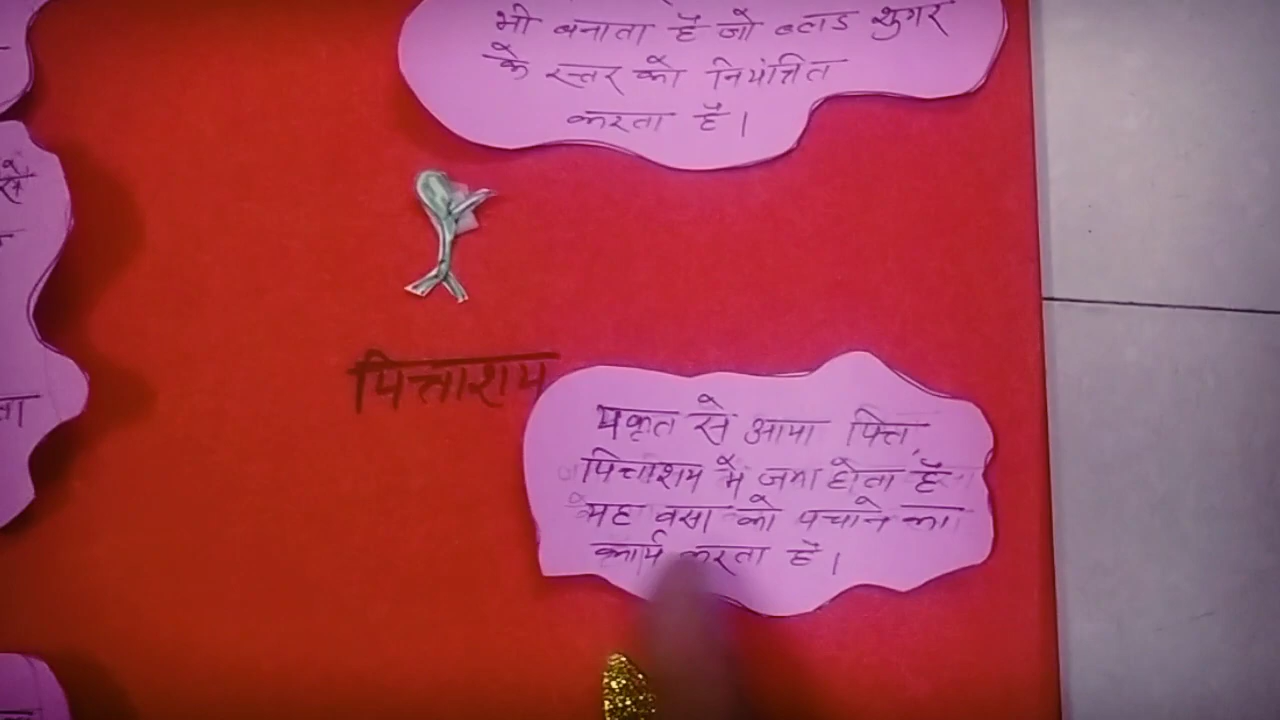 भी बनाता है जो ब्लड शुगर
के स्तर को नियंत्रित
करता है।
पित्ताशय
यकृत से आया पित्त,
पित्ताशय में जमा होता है
यह वसा को पचाने का
कार्य करता है।
से
ता